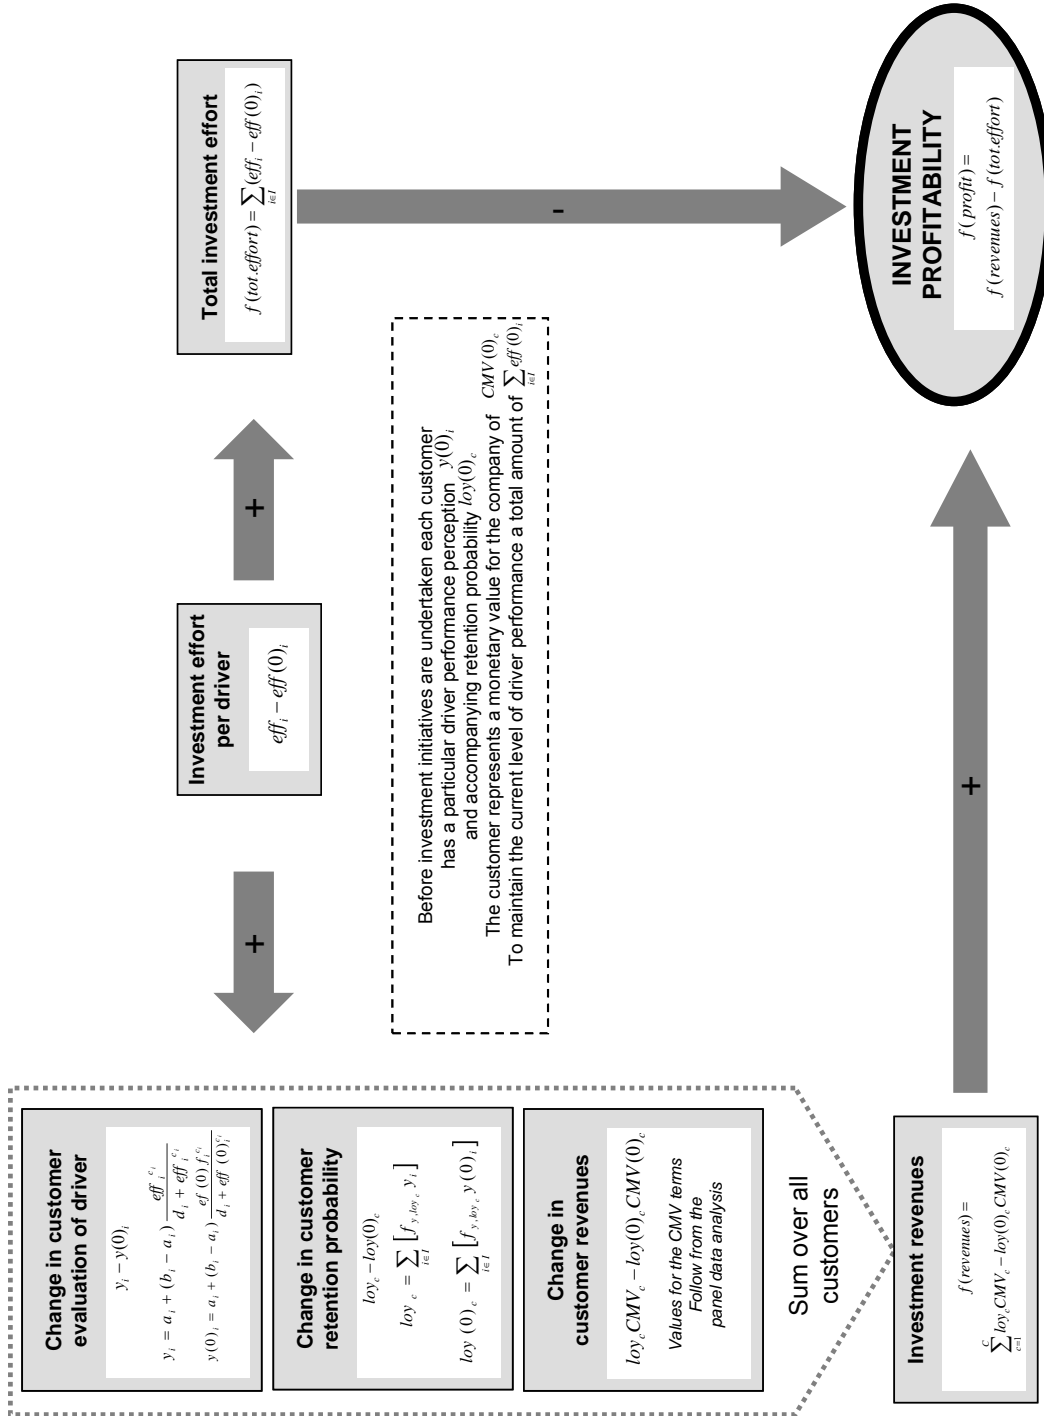 Change in customer
evaluation of driver
y_i − y(0)_i
y_i = a_i + (b_i − a_i) eff_i^{c_i} / (d_i + eff_i^{c_i})
y(0)_i = a_i + (b_i − a_i) ef (0) f_i^{c_i} / (d_i + eff (0)_i^{c_i})
Change in customer
retention probability
loy_c − loy(0)_c
loy_c = ∑_{i∈I} [f_{y,loy_c} y_i]
loy (0)_c = ∑_{i∈I} [f_{y,loy_c} y (0)_i]
Change in
customer revenues
loy_c CMV_c − loy(0)_c CMV(0)_c
Values for the CMV terms
Follow from the
panel data analysis
Sum over all
customers
Investment revenues
f (revenues) =
∑_{c=1}^{C} loy_c CMV_c − loy(0)_c CMV(0)_c
+
Investment effort
per driver
eff_i − eff (0)_i
+
Total investment effort
f (tot.effort) = ∑_{i∈I} (eff_i − eff (0)_i)
Before investment initiatives are undertaken each customer
has a particular driver performance perception y(0)_i
and accompanying retention probability loy(0)_c
The customer represents a monetary value for the company of CMV(0)_c
To maintain the current level of driver performance a total amount of ∑_{i∈I} eff (0)_i
-
+
INVESTMENT
PROFITABILITY
f (profit) =
f (revenues) − f (tot.effort)